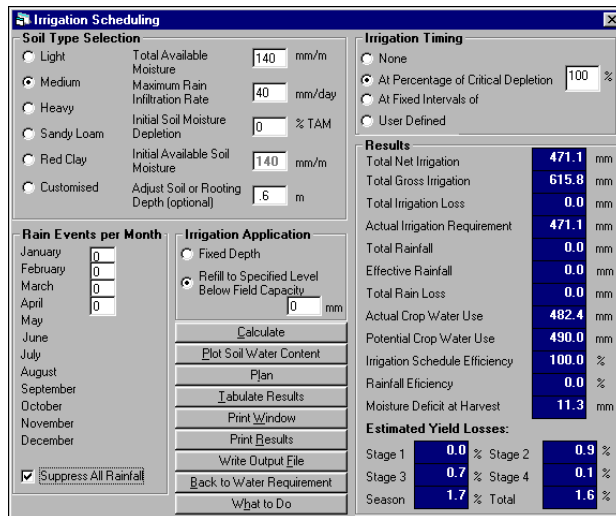 Irrigation Scheduling
Soil Type Selection
Light
Medium
Heavy
Sandy Loam
Red Clay
Customised
Total Available Moisture 140 mm/m
Maximum Rain Infiltration Rate 40 mm/day
Initial Soil Moisture Depletion 0 % TAM
Initial Available Soil Moisture 140 mm/m
Adjust Soil or Rooting Depth (optional) .6 m
Irrigation Timing
None
At Percentage of Critical Depletion 100 %
At Fixed Intervals of
User Defined
Rain Events per Month
January 0
February 0
March 0
April 0
May
June
July
August
September
October
November
December
Suppress All Rainfall
Irrigation Application
Fixed Depth
Refill to Specified Level
Below Field Capacity
0 mm
Calculate
Plot Soil Water Content
Plan
Tabulate Results
Print Window
Print Results
Write Output File
Back to Water Requirement
What to Do
Results
Total Net Irrigation 471.1 mm
Total Gross Irrigation 615.8 mm
Total Irrigation Loss 0.0 mm
Actual Irrigation Requirement 471.1 mm
Total Rainfall 0.0 mm
Effective Rainfall 0.0 mm
Total Rain Loss 0.0 mm
Actual Crop Water Use 482.4 mm
Potential Crop Water Use 490.0 mm
Irrigation Schedule Efficiency 100.0 %
Rainfall Eficiency 0.0 %
Moisture Deficit at Harvest 11.3 mm
Estimated Yield Losses:
Stage 1 0.0 % Stage 2 0.9 %
Stage 3 0.7 % Stage 4 0.1 %
Season 1.7 % Total 1.6 %